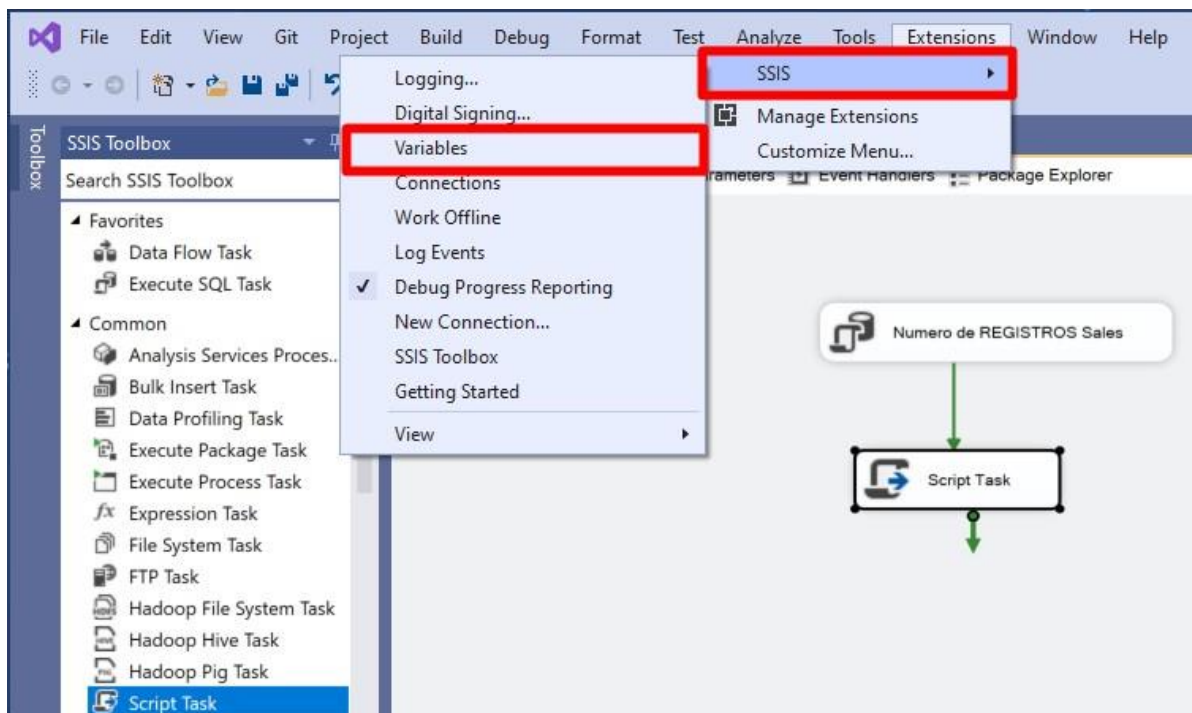 File Edit View Git Project Build Debug Format Test Analyze Tools Extensions Window Help
Toolbox
SSIS Toolbox
Search SSIS Toolbox
Favorites
Data Flow Task
Execute SQL Task
Common
Analysis Services Proces...
Bulk Insert Task
Data Profiling Task
Execute Package Task
Execute Process Task
fx Expression Task
File System Task
FTP Task
Hadoop File System Task
Hadoop Hive Task
Hadoop Pig Task
Script Task
Logging...
Digital Signing...
Variables
Connections
Work Offline
Log Events
Debug Progress Reporting
New Connection...
SSIS Toolbox
Getting Started
View
SSIS
Manage Extensions
Customize Menu...
Event Handlers Package Explorer
Numero de REGISTROS Sales
Script Task